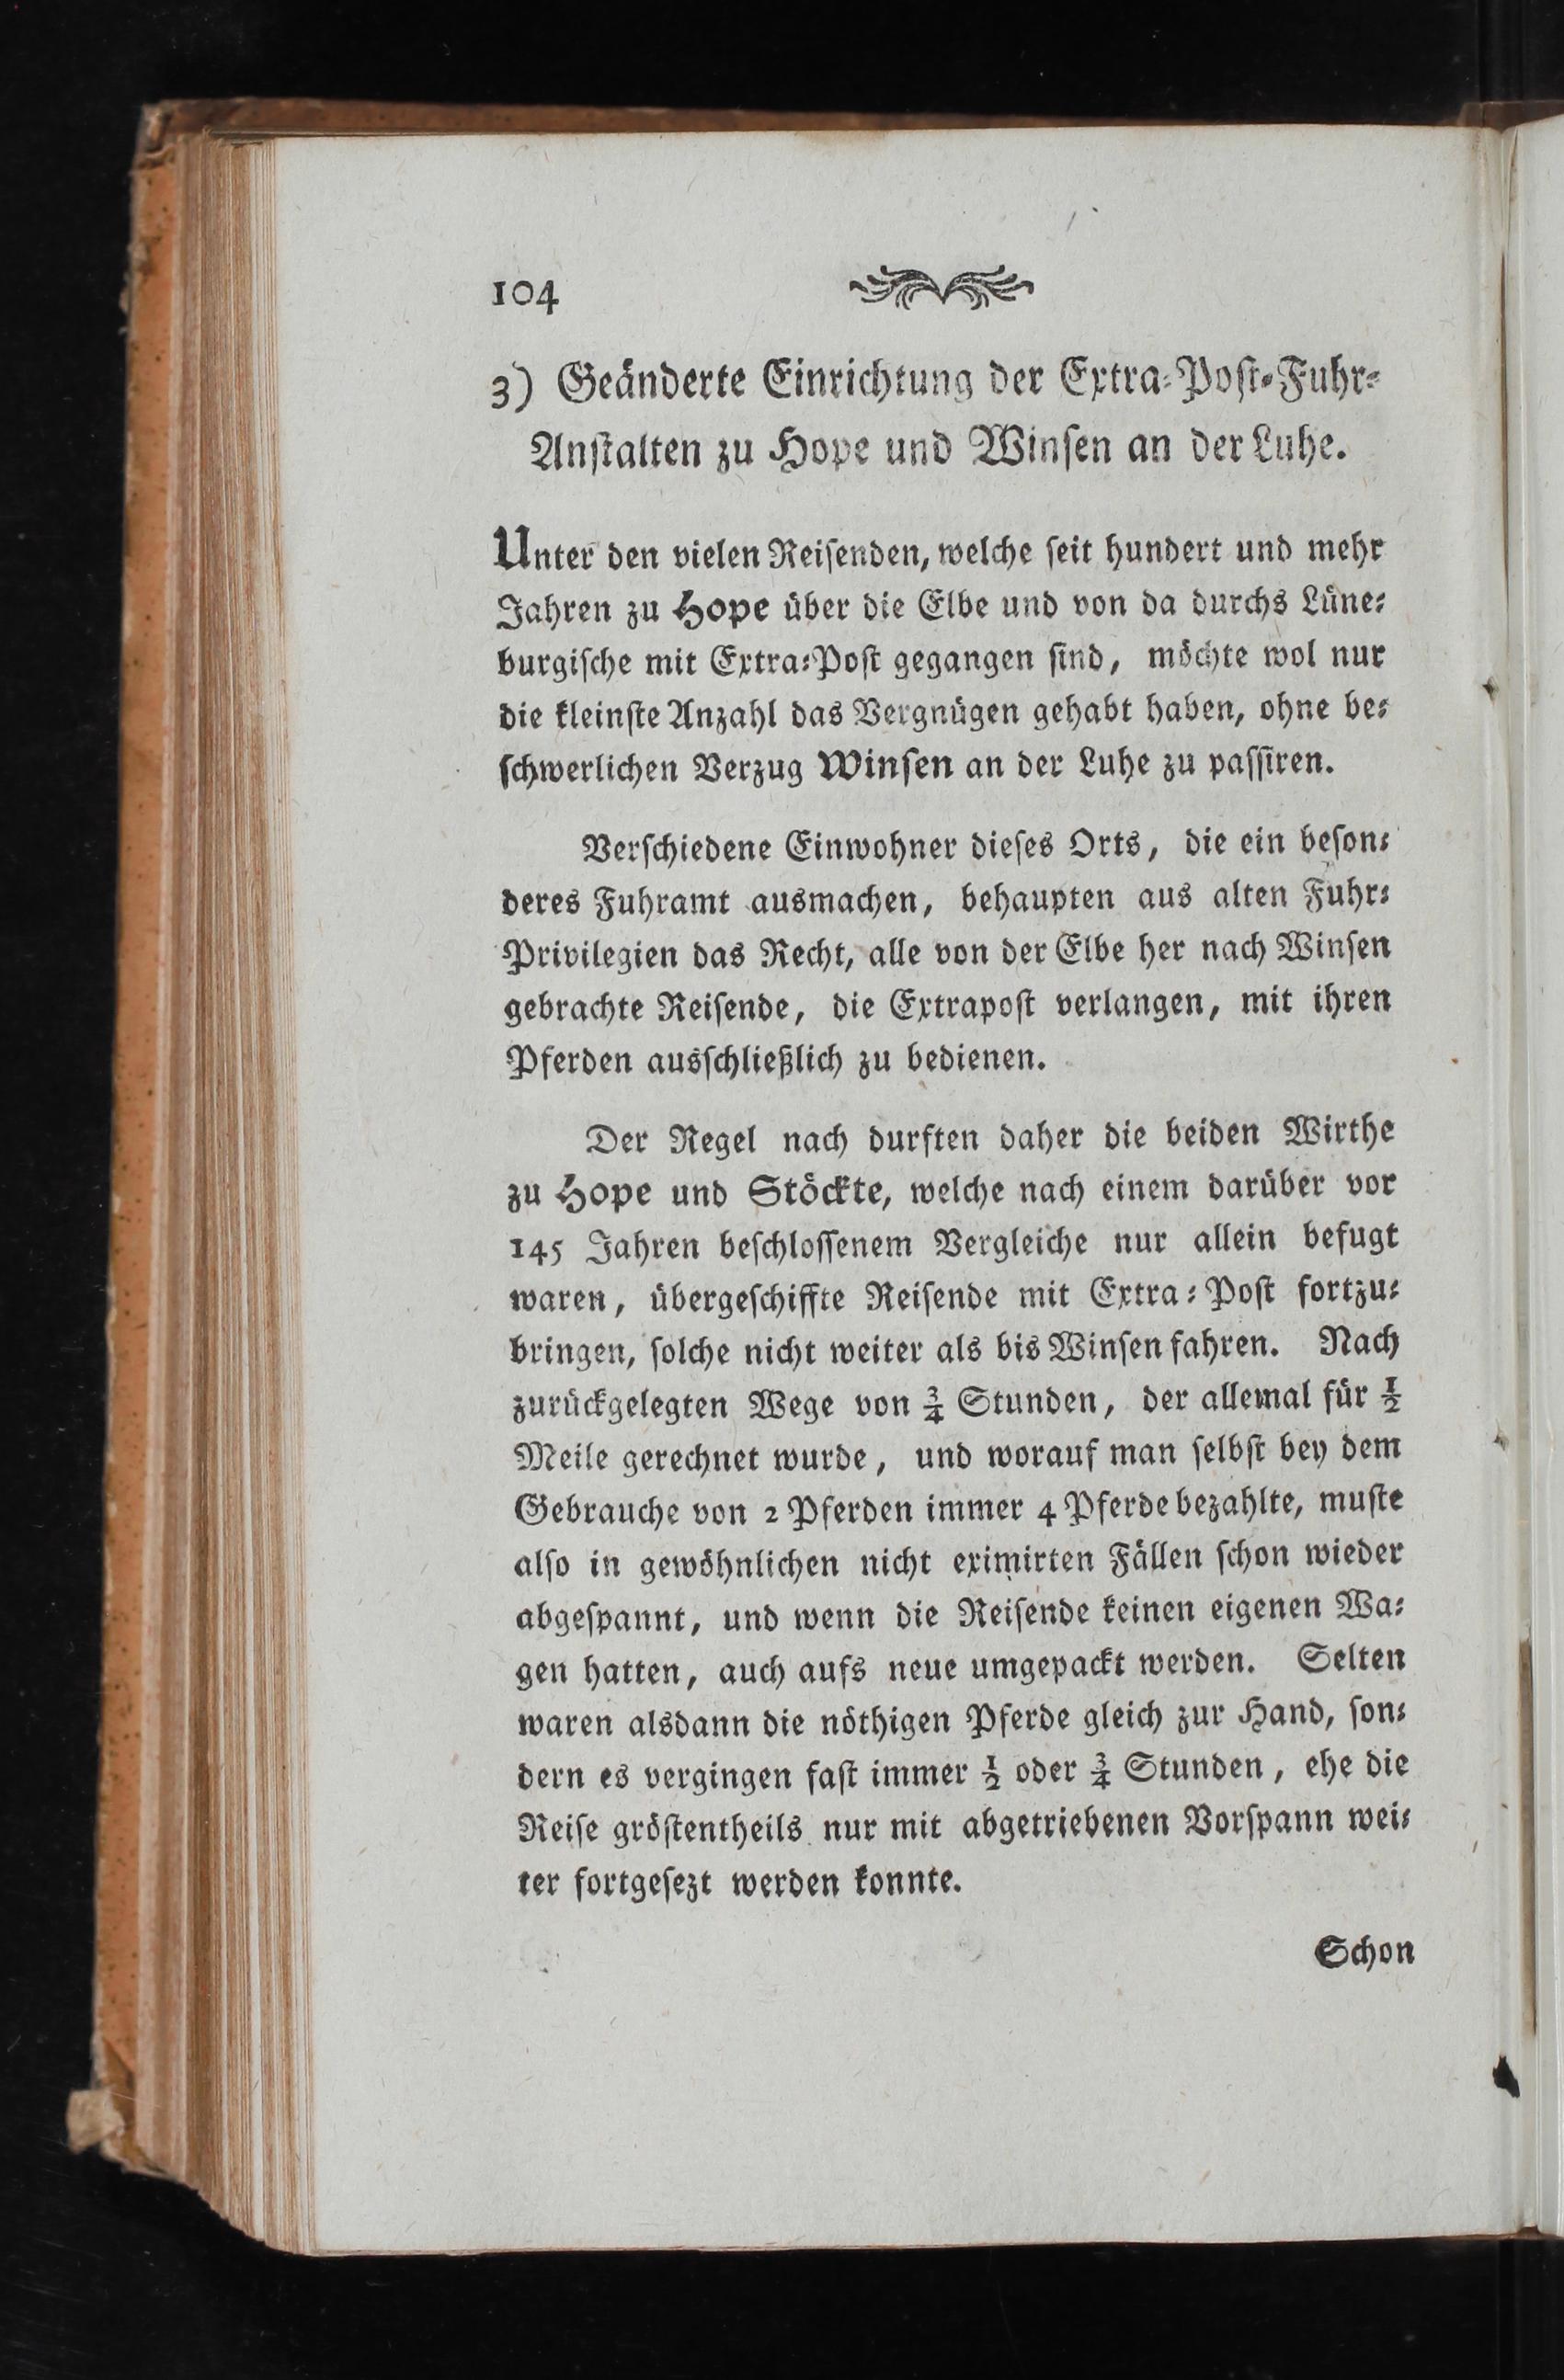 104
3) Geänderte Einrichtung der Extra-Post-Fuhr-
Anstalten zu Hope und Winsen an der Luhe.
Unter den vielen Reisenden, welche seit hundert und mehr
Jahren zu Hope über die Elbe und von da durchs Lüne-
burgische mit Extra-Post gegangen sind, möchte wol nur
die kleinste Anzahl das Vergnügen gehabt haben, ohne be-
schwerlichen Verzug Winsen an der Luhe zu passiren.
Verschiedene Einwohner dieses Orts, die ein beson-
deres Fuhramt ausmachen, behaupten aus alten Fuhr-
Privilegien das Recht, alle von der Elbe her nach Winsen
gebrachte Reisende, die Extrapost verlangen, mit ihren
Pferden ausschließlich zu bedienen.
Der Regel nach durften daher die beiden Wirthe
zu Hope und Stöckte, welche nach einem darüber vor
145 Jahren beschlossenem Vergleiche nur allein befugt
waren, übergeschiffte Reisende mit Extra-Post fortzu-
bringen, solche nicht weiter als bis Winsen fahren. Nach
zurückgelegten Wege von ¾ Stunden, der allemal für ½
Meile gerechnet wurde, und worauf man selbst bey dem
Gebrauche von 2 Pferden immer 4 Pferde bezahlte, muste
also in gewöhnlichen nicht eximirten Fällen schon wieder
abgespannt, und wenn die Reisende keinen eigenen Wa-
gen hatten, auch aufs neue umgepackt werden. Selten
waren alsdann die nöthigen Pferde gleich zur Hand, son-
dern es vergingen fast immer ½ oder ¾ Stunden, ehe die
Reise gröstentheils nur mit abgetriebenen Vorspann wei-
ter fortgesezt werden konnte.
Schon